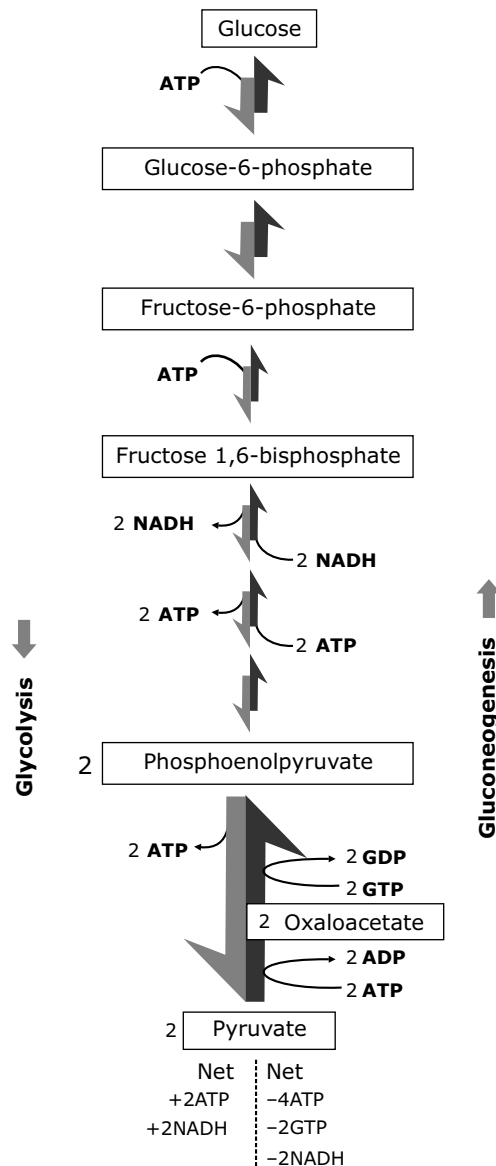 Glucose
ATP
Glucose-6-phosphate
Fructose-6-phosphate
ATP
Fructose 1,6-bisphosphate
2 NADH
2 NADH
2 ATP
2 ATP
Glycolysis
Gluconeogenesis
2 Phosphoenolpyruvate
2 ATP
2 GDP
2 GTP
2 Oxaloacetate
2 ADP
2 ATP
2 Pyruvate
Net Net
+2ATP –4ATP
+2NADH –2GTP
–2NADH